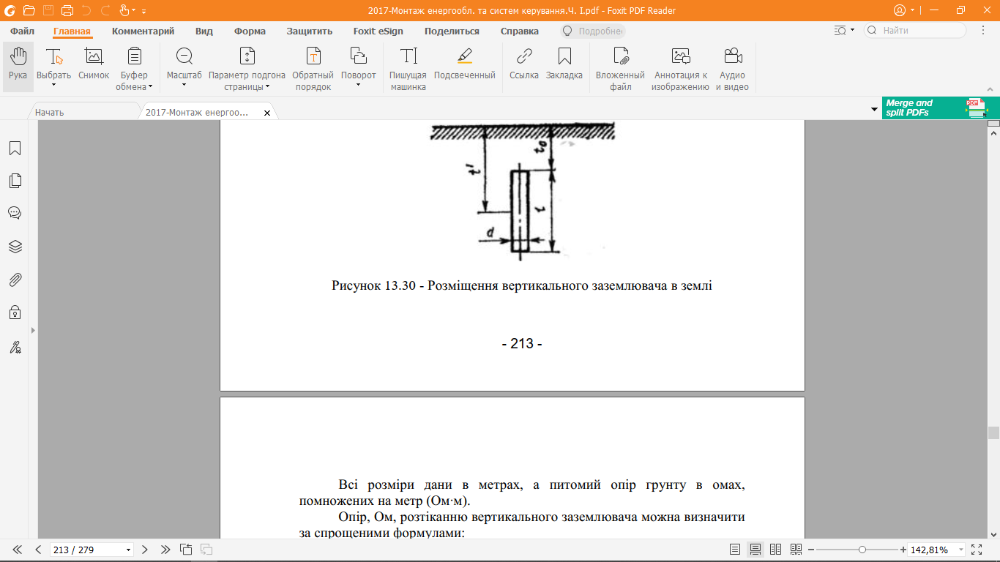 2017-Монтаж енергообл. та систем керування.Ч. I.pdf - Foxit PDF Reader
Файл Главная Комментарий Вид Форма Защитить Foxit eSign Поделиться Справка Подробнеє Найти
Рука Выбрать Снимок Буфер обмена Масштаб Параметр подгона страницы Обратный порядок Поворот Пишущая машинка Подсвеченный Ссылка Закладка Вложенный файл Аннотация к изображению Аудио и видео
Начать 2017-Монтаж енергоо... Merge and split PDFs
PDF
t'
t0
l
d
Рисунок 13.30 - Розміщення вертикального заземлювача в землі
- 213 -
Всі розміри дани в метрах, а питомий опір грунту в омах,
помножених на метр (Ом·м).
Опір, Ом, розтіканню вертикального заземлювача можна визначити
за спрощеними формулами:
213 / 279 142,81%